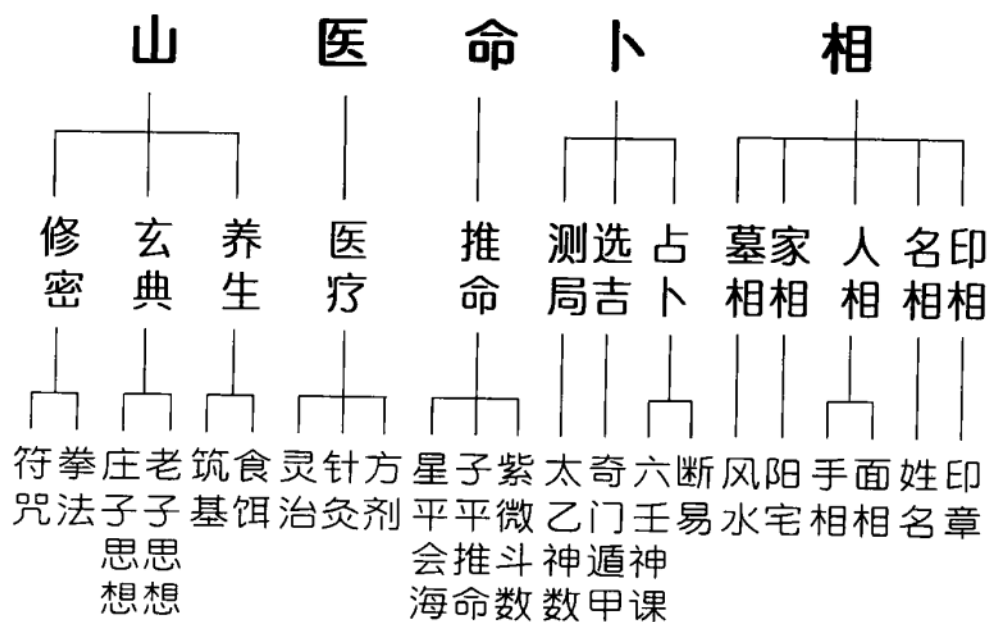 山 医 命 卜 相
修密 玄典 养生 医疗 推命 测局 选吉 占卜 墓相 家相 人相 名相 印相
符咒 拳法 庄子思想 老子思想 筑基 食饵 灵治 针灸 方剂 星平会海 子平推命 紫微斗数 太乙神数 奇门遁甲 六壬神课 断易 风水 阳宅 手相 面相 姓名 印章